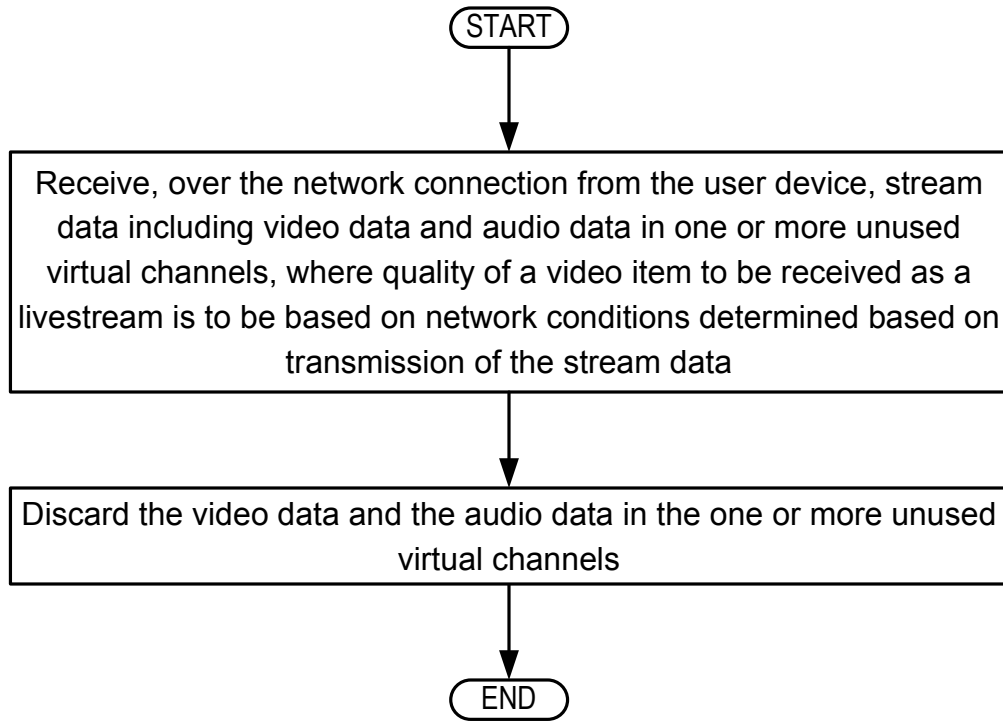 START
Receive, over the network connection from the user device, stream
data including video data and audio data in one or more unused
virtual channels, where quality of a video item to be received as a
livestream is to be based on network conditions determined based on
transmission of the stream data
Discard the video data and the audio data in the one or more unused
virtual channels
END